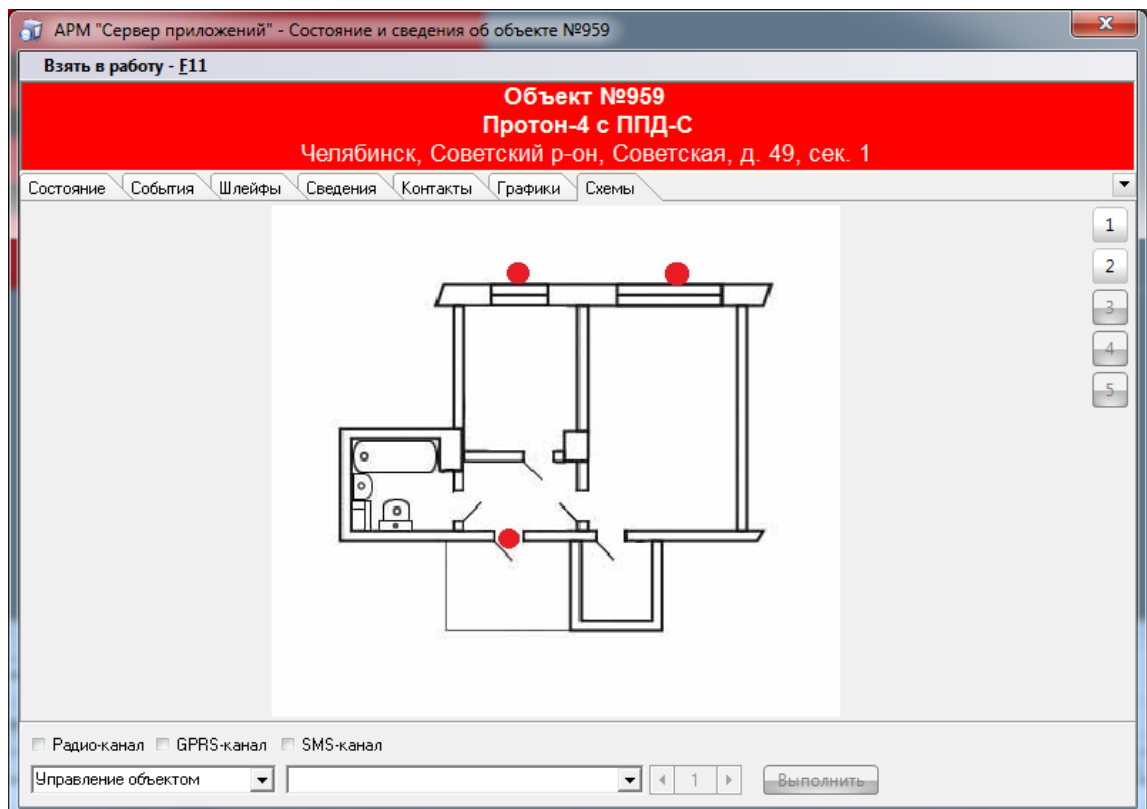 АРМ "Сервер приложений" - Состояние и сведения об объекте №959
Взять в работу - F11
Объект №959
Протон-4 с ППД-С
Челябинск, Советский р-он, Советская, д. 49, сек. 1
Состояние События Шлейфы Сведения Контакты Графики Схемы
1
2
3
4
5
Радио-канал GPRS-канал SMS-канал
Управление объектом 1 Выполнить